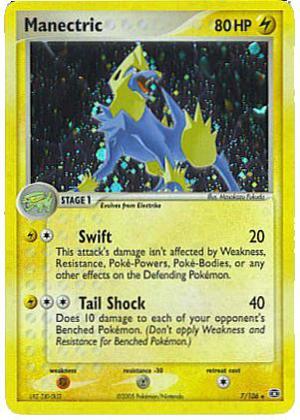 Manectric 80 HP
Illus. Masakazu Fukuda
STAGE 1
Evolves from Electrike
Swift 20
This attack's damage isn't affected by Weakness,
Resistance, Poké-Powers, Poké-Bodies, or any
other effects on the Defending Pokémon.
Tail Shock 40
Does 10 damage to each of your opponent's
Benched Pokémon. (Don't apply Weakness and
Resistance for Benched Pokémon.)
weakness resistance -30 retreat cost
©2005 Pokémon/Nintendo 7/106